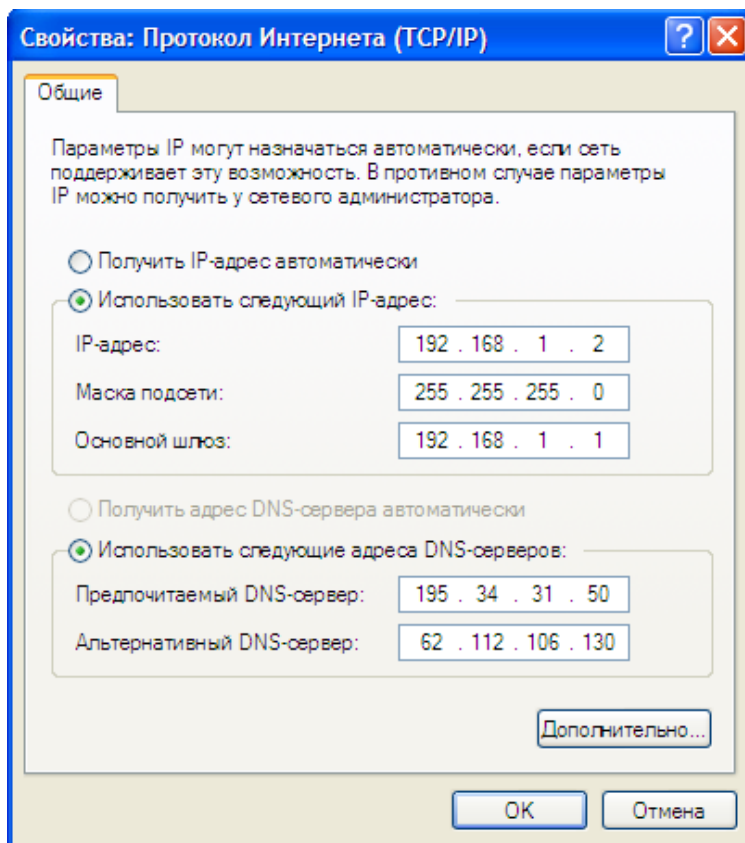 Свойства: Протокол Интернета (TCP/IP)
?
Общие
Параметры IP могут назначаться автоматически, если сеть
поддерживает эту возможность. В противном случае параметры
IP можно получить у сетевого администратора.
Получить IP-адрес автоматически
Использовать следующий IP-адрес:
IP-адрес: 192 . 168 . 1 . 2
Маска подсети: 255 . 255 . 255 . 0
Основной шлюз: 192 . 168 . 1 . 1
Получить адрес DNS-сервера автоматически
Использовать следующие адреса DNS-серверов:
Предпочитаемый DNS-сервер: 195 . 34 . 31 . 50
Альтернативный DNS-сервер: 62 . 112 . 106 . 130
Дополнительно...
OK Отмена